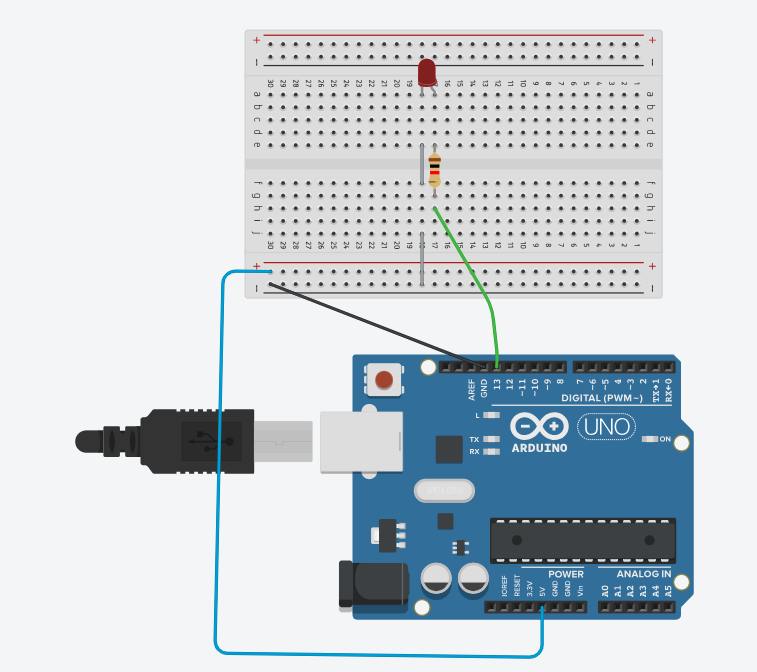 + +
− −
30 29 28 27 26 25 24 23 22 21 20 19 17 16 15 14 13 12 11 10 9 8 7 6 5 4 3 2 1
a a
b b
c c
d d
e e
f f
g g
h h
i i
j j
30 29 28 27 26 25 24 23 22 21 20 19 18 17 16 15 14 13 12 11 10 9 8 7 6 5 4 3 2 1
+ +
− −
AREF GND 13 12 ~11 ~10 ~9 8 7 ~6 ~5 4 ~3 2 TX→1 RX←0
DIGITAL (PWM~)
L
TX
RX
ARDUINO
UNO
ON
POWER
ANALOG IN
IOREF RESET 3.3V 5V GND GND Vin A0 A1 A2 A3 A4 A5